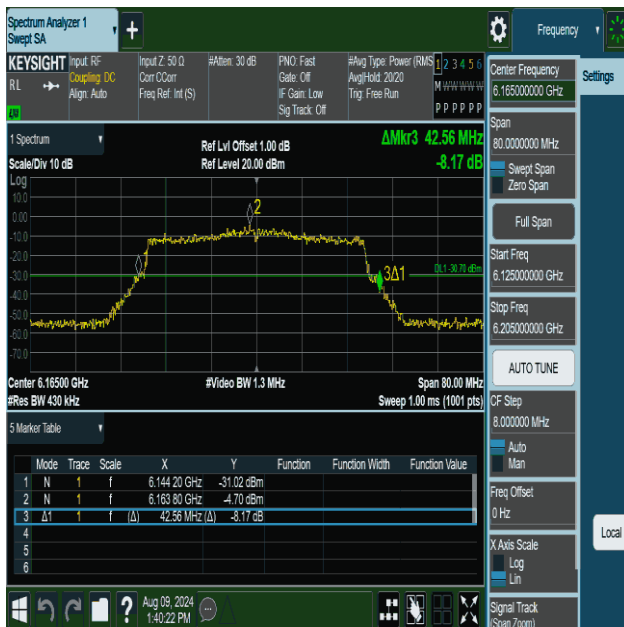 Spectrum Analyzer 1
Swept SA
Frequency
KEYSIGHT
RL
Input: RF
Coupling: DC
Align: Auto
Input Z: 50 Ω
Corr CCorr
Freq Ref: Int (S)
#Atten: 30 dB
PNO: Fast
Gate: Off
IF Gain: Low
Sig Track: Off
#Avg Type: Power (RMS
Avg|Hold: 20/20
Trig: Free Run
1 2 3 4 5 6
M W W W W W
P P P P P P
Settings
Center Frequency
6.165000000 GHz
Span
80.0000000 MHz
Swept Span
Zero Span
Full Span
Start Freq
6.125000000 GHz
Stop Freq
6.205000000 GHz
AUTO TUNE
CF Step
8.000000 MHz
Auto
Man
Freq Offset
0 Hz
X Axis Scale
Log
Lin
Signal Track
(Span Zoom)
Local
1 Spectrum
Scale/Div 10 dB
Log
Ref Lvl Offset 1.00 dB
Ref Level 20.00 dBm
ΔMkr3 42.56 MHz
-8.17 dB
10.0
0.00
-10.0
-20.0
-30.0
-40.0
-50.0
-60.0
-70.0
2
1
3Δ1
DL1 -30.70 dBm
Center 6.16500 GHz
#Video BW 1.3 MHz
Span 80.00 MHz
#Res BW 430 kHz
Sweep 1.00 ms (1001 pts)
5 Marker Table
Mode Trace Scale X Y Function Function Width Function Value
1 N 1 f 6.144 20 GHz -31.02 dBm
2 N 1 f 6.163 80 GHz -4.70 dBm
3 Δ1 1 f (Δ) 42.56 MHz (Δ) -8.17 dB
4
5
6
Aug 09, 2024
1:40:22 PM